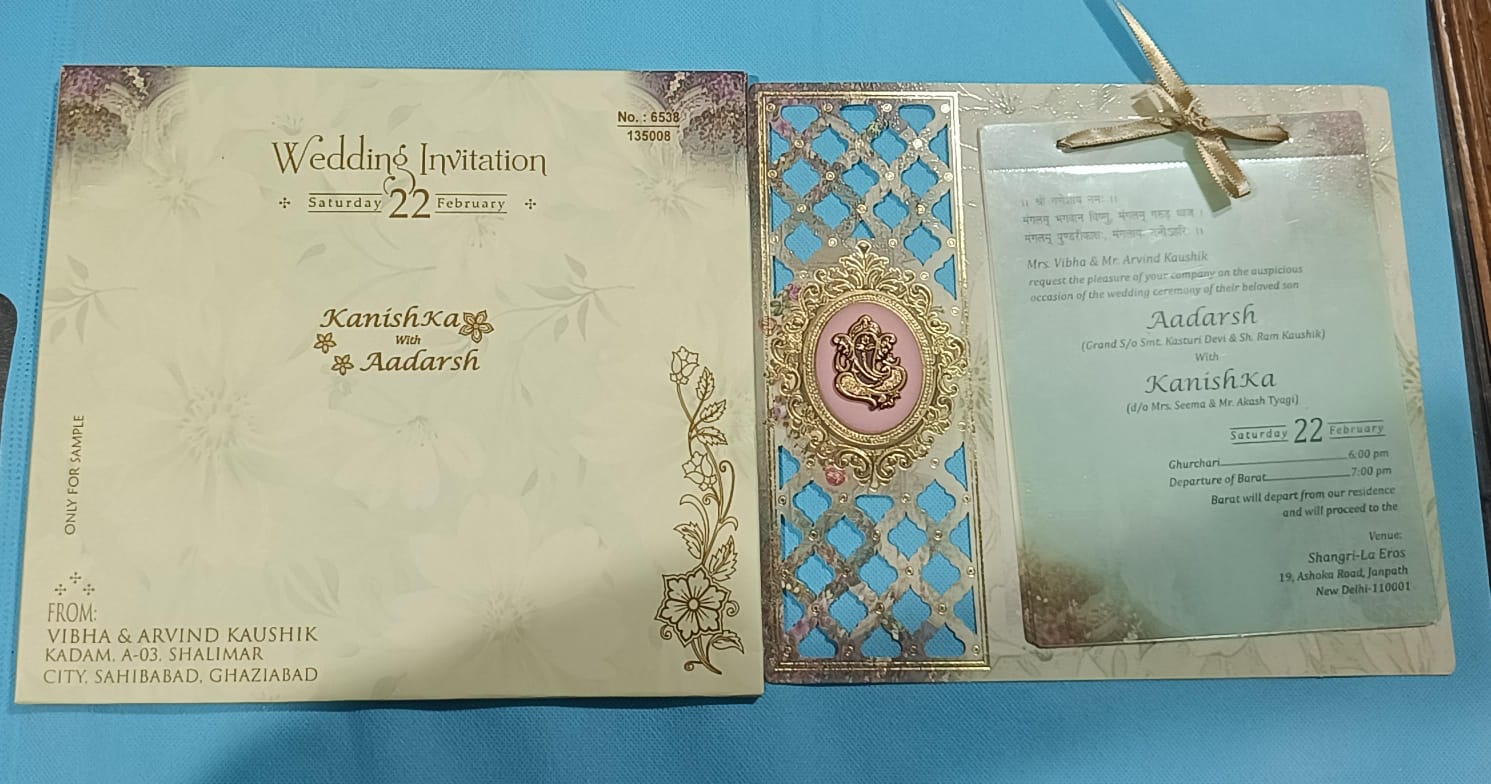 No. : 6538
135008
Wedding Invitation
Saturday 22 February
KanishKa
With
Aadarsh
ONLY FOR SAMPLE
FROM:
VIBHA & ARVIND KAUSHIK
KADAM, A-03, SHALIMAR
CITY, SAHIBABAD, GHAZIABAD
।। श्री गणेशाय नमः ।।
मंगलम् भगवान विष्णु, मंगलम् गरुड़ ध्वज ।
मंगलम् पुण्डरीकाक्षः, मंगलाय तनोऽहरिः ।।
Mrs. Vibha & Mr. Arvind Kaushik
request the pleasure of your company on the auspicious
occasion of the wedding ceremony of their beloved son
Aadarsh
(Grand S/o Smt. Kasturi Devi & Sh. Ram Kaushik)
With
KanishKa
(d/o Mrs. Seema & Mr. Akash Tyagi)
Saturday 22 February
Ghurchari 6:00 pm
Departure of Barat 7:00 pm
Barat will depart from our residence
and will proceed to the
Venue:
Shangri-La Eros
19, Ashoka Road, Janpath
New Delhi-110001